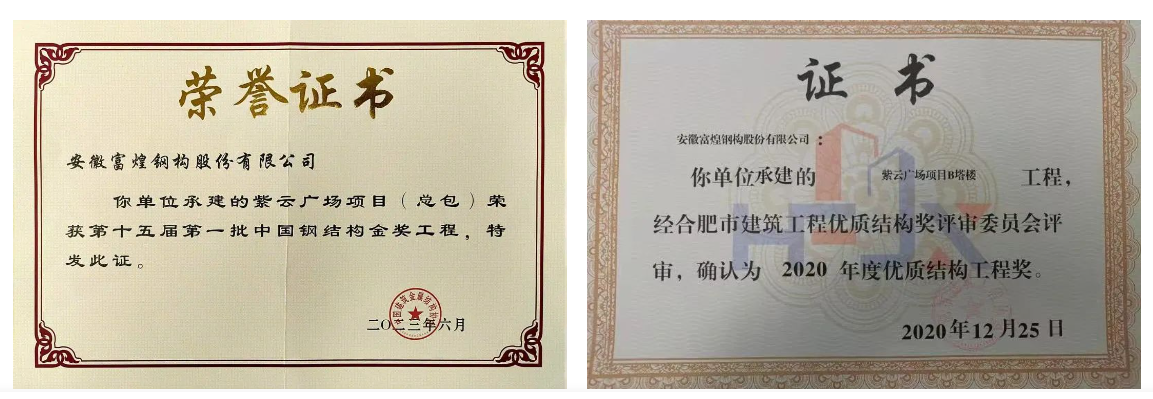 荣誉证书
安徽富煌钢构股份有限公司
你单位承建的紫云广场项目（总包）荣
获第十五届第一批中国钢结构金奖工程，特
发此证。
二〇二三年六月
证书
安徽富煌钢构股份有限公司：
你单位承建的 紫云广场项目B塔楼 工程，
经合肥市建筑工程优质结构奖评审委员会评
审，确认为 2020 年度优质结构工程奖。
2020年12月25日